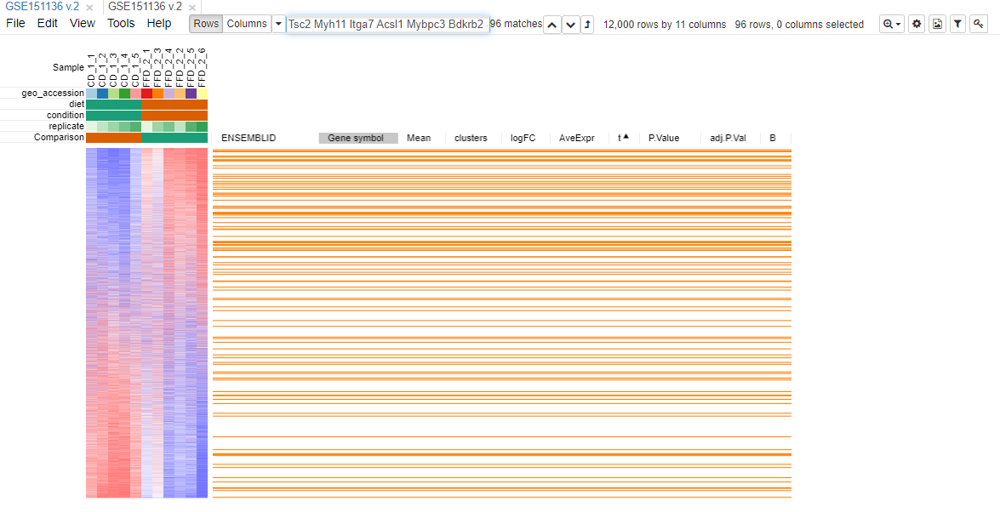 GSE151136 v.2 × GSE151136 v.2 ×
File Edit View Tools Help Rows Columns Tsc2 Myh11 Itga7 Acsl1 Mybpc3 Bdkrb2 96 matches 12,000 rows by 11 columns 96 rows, 0 columns selected
Sample CD_1_1 CD_1_2 CD_1_3 CD_1_4 CD_1_5 FFD_2_1 FFD_2_3 FFD_2_4 FFD_2_2 FFD_2_5 FFD_2_6
geo_accession
diet
condition
replicate
Comparison ENSEMBLID Gene symbol Mean clusters logFC AveExpr t P.Value adj.P.Val B